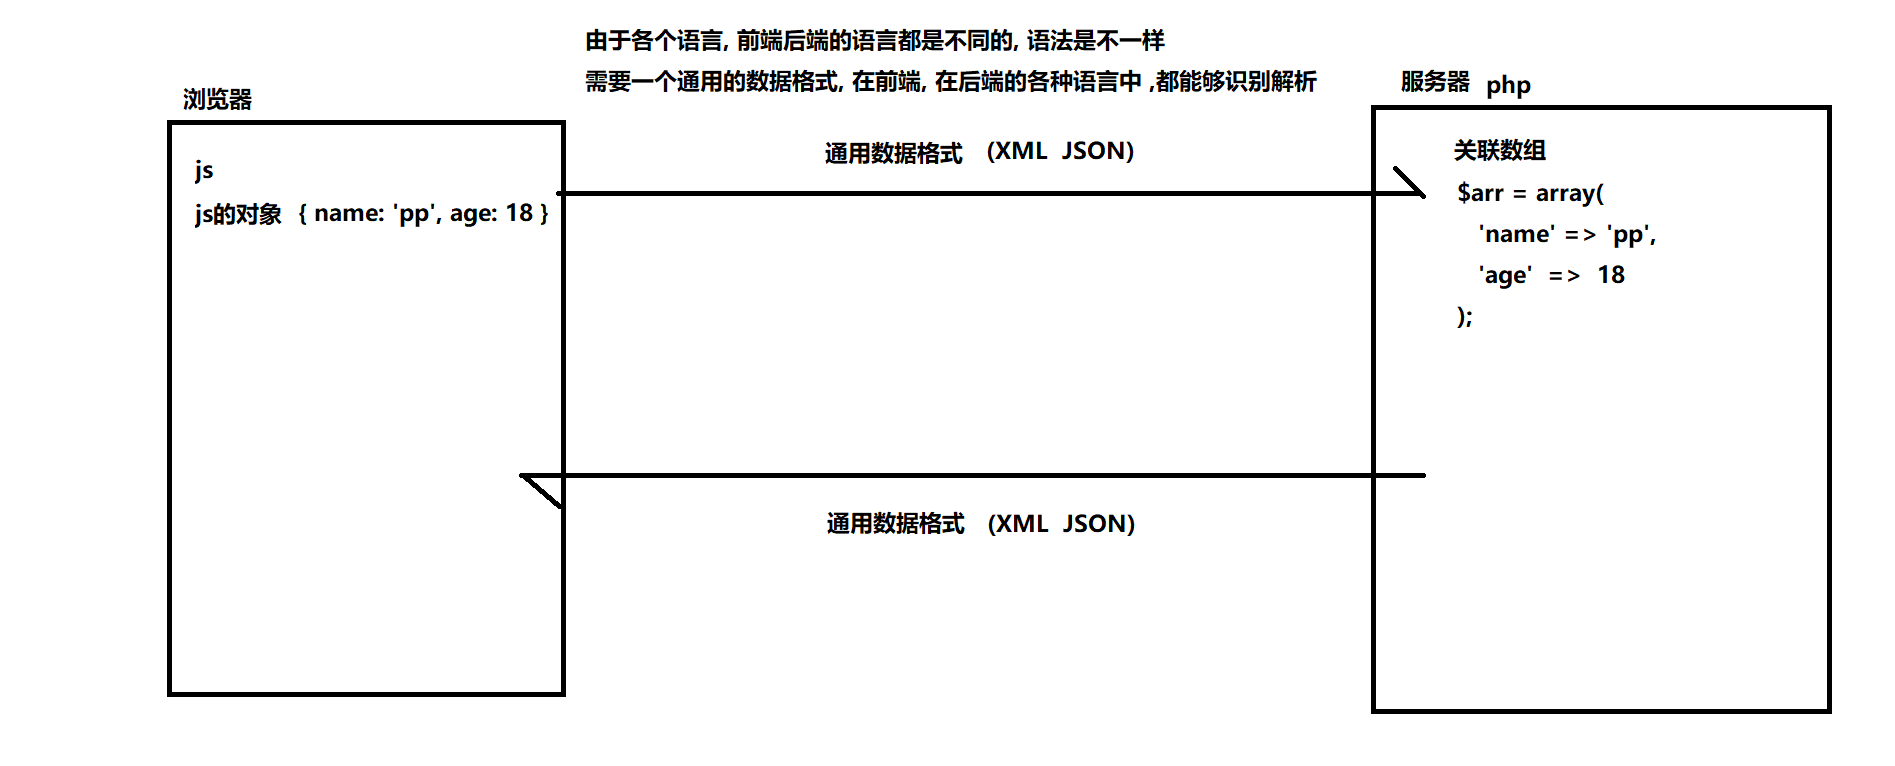 由于各个语言, 前端后端的语言都是不同的, 语法是不一样
需要一个通用的数据格式, 在前端, 在后端的各种语言中 ,都能够识别解析
浏览器
js
js的对象 { name: 'pp', age: 18 }
通用数据格式 (XML JSON)
服务器 php
关联数组
$arr = array(
'name' => 'pp',
'age' => 18
);
通用数据格式 (XML JSON)